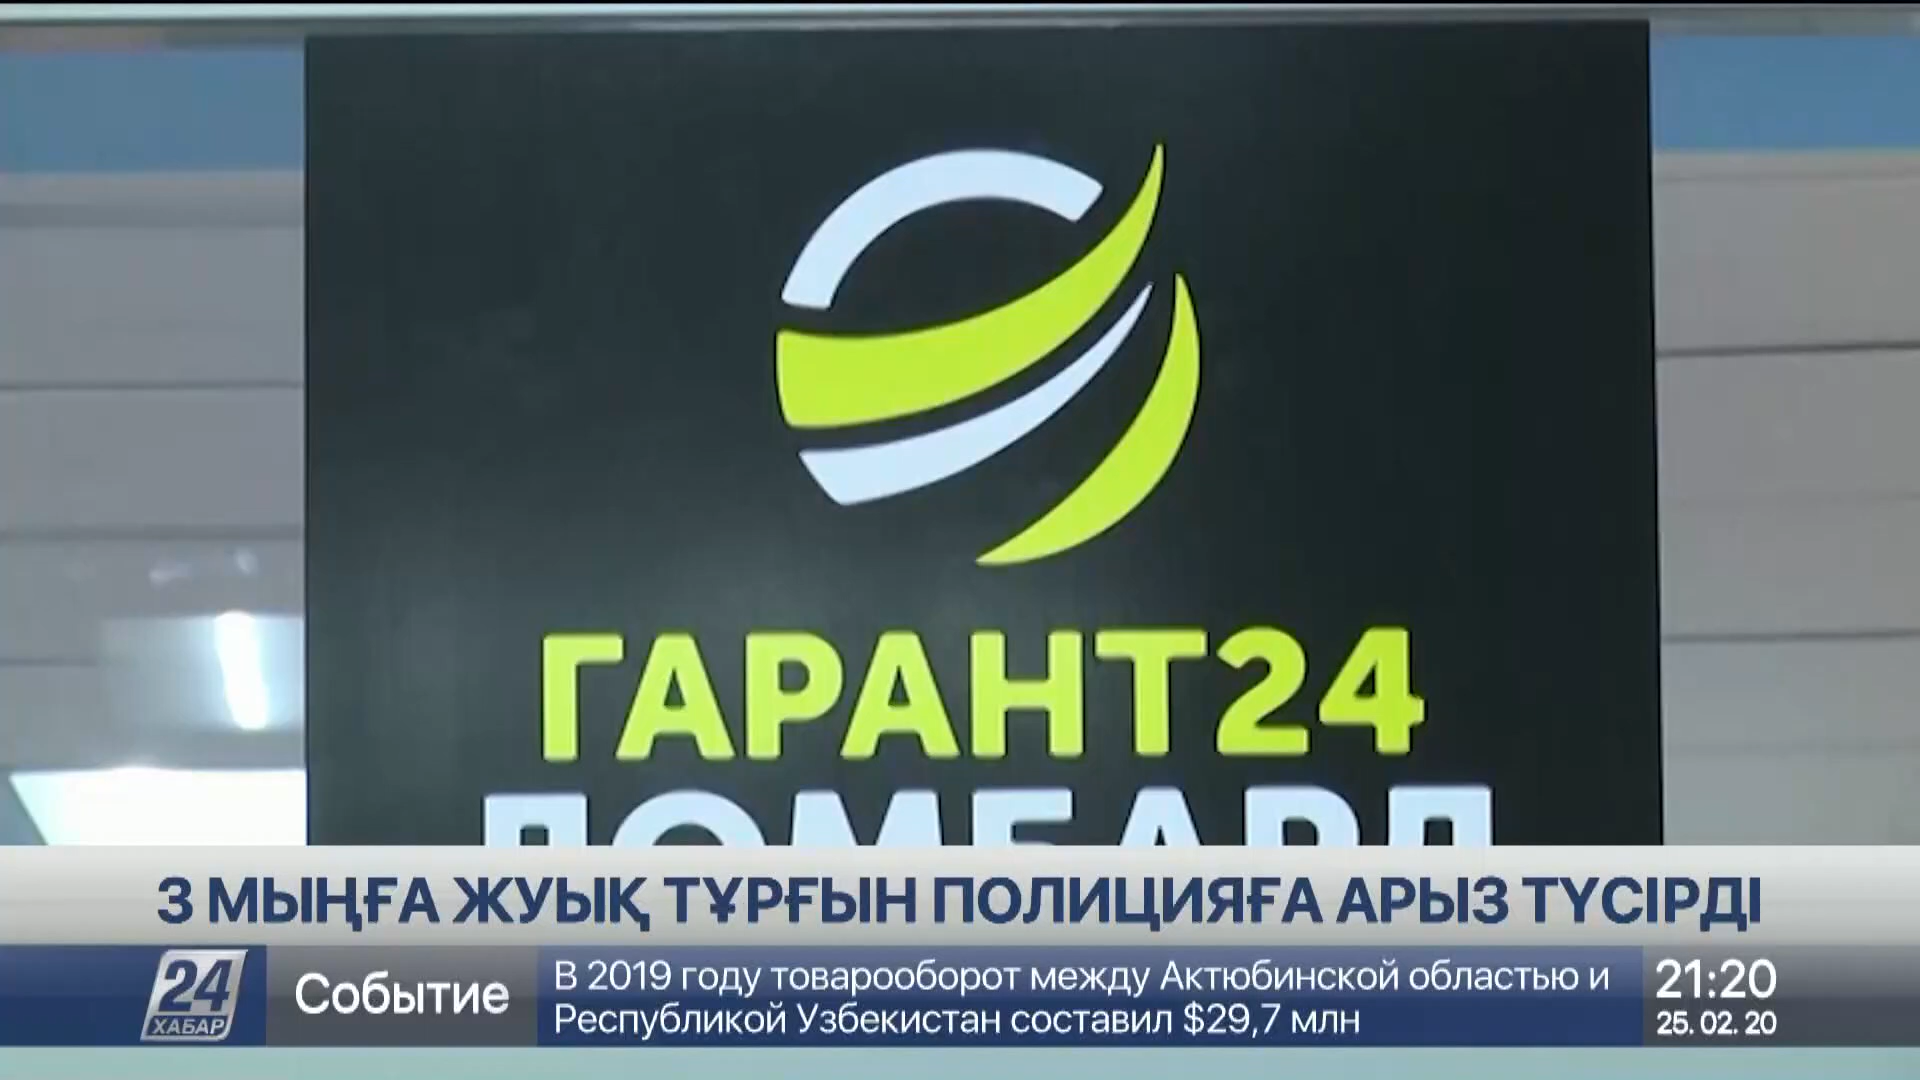 ГАРАНТ24
ЛОМБАРД
3 МЫҢҒА ЖУЫҚ ТҰРҒЫН ПОЛИЦИЯҒА АРЫЗ ТҮСІРДІ
24
ХАБАР
Событие
В 2019 году товарооборот между Актюбинской областью и
Республикой Узбекистан составил $29,7 млн
21:20
25. 02. 20